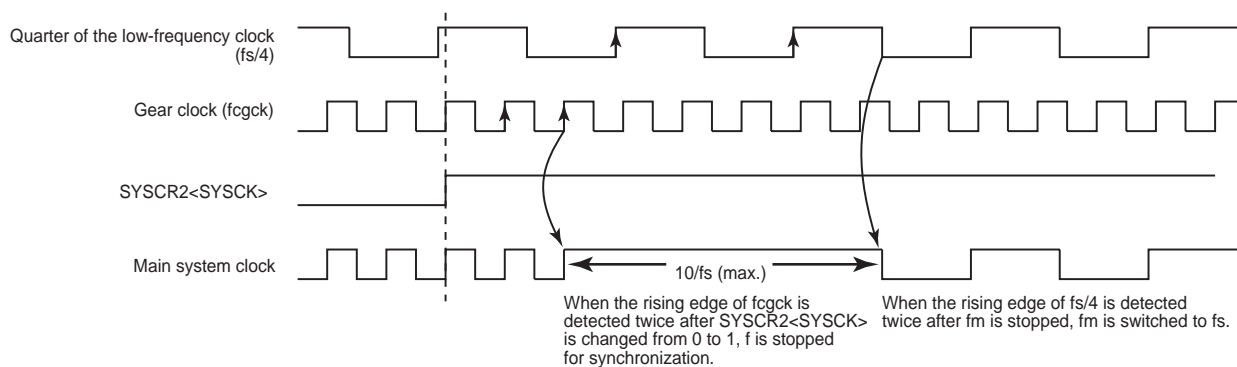 Quarter of the low-frequency clock
(fs/4)
Gear clock (fcgck)
SYSCR2<SYSCK>
Main system clock
10/fs (max.)
When the rising edge of fcgck is
detected twice after SYSCR2<SYSCK>
is changed from 0 to 1, f is stopped
for synchronization.
When the rising edge of fs/4 is detected
twice after fm is stopped, fm is switched to fs.